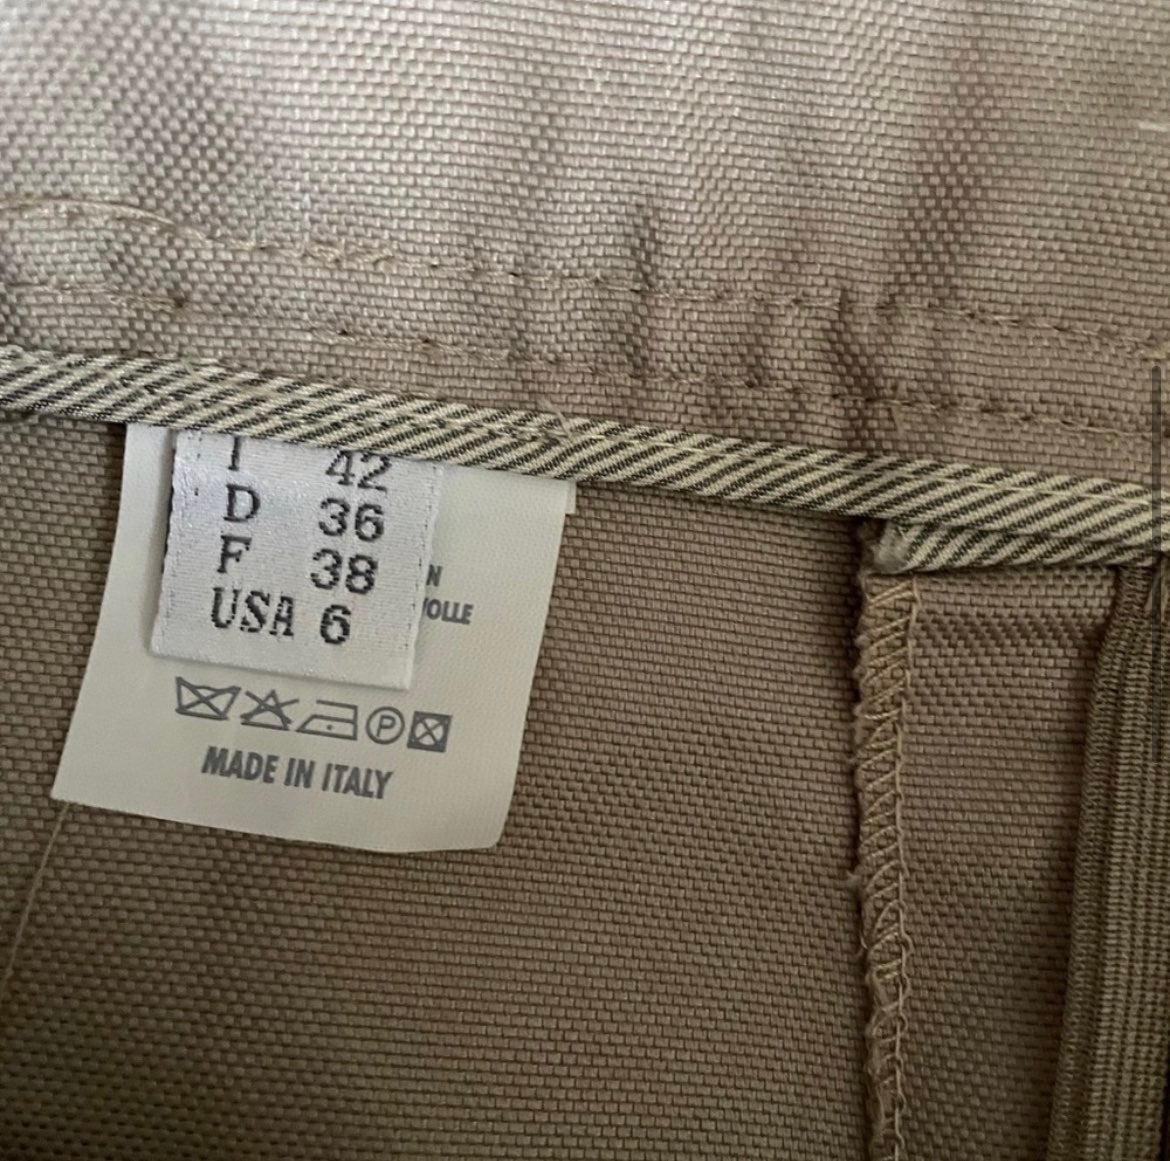 I 42
D 36
F 38
USA 6
MADE IN ITALY